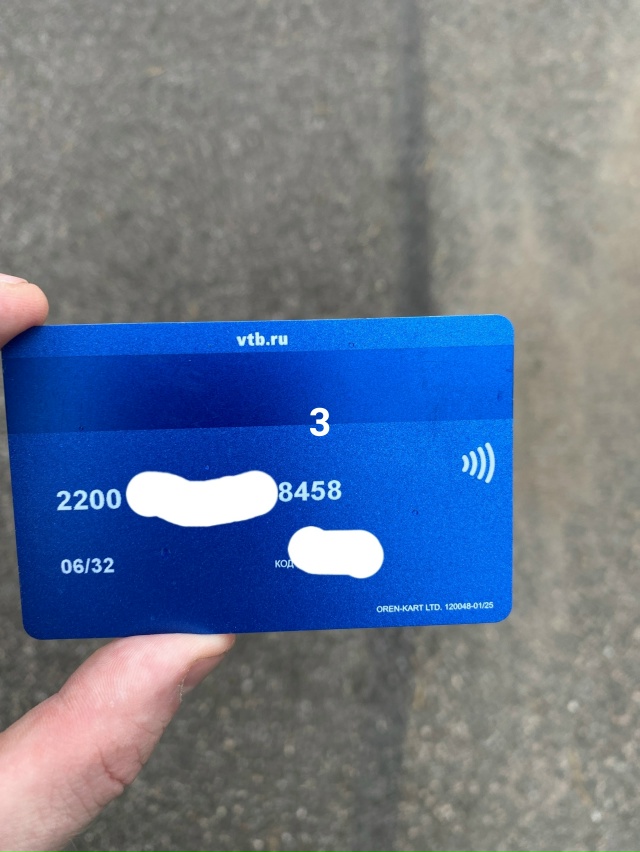 vtb.ru
3
2200 8458
06/32
КОД
OREN-KART LTD. 120048-01/25